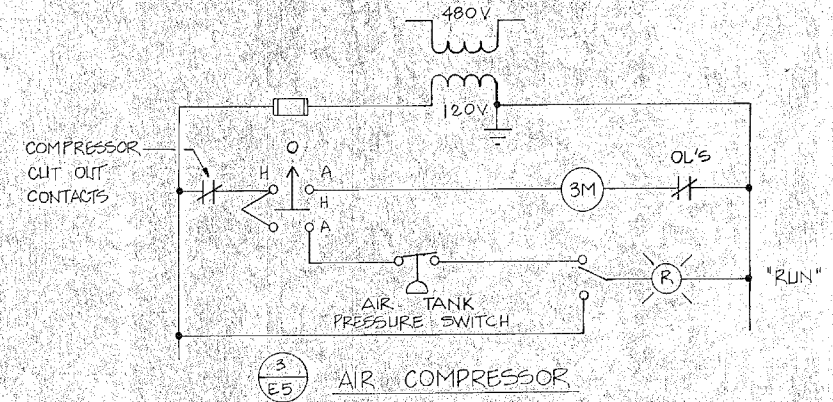 480V.
120V.
COMPRESSOR
CUT OUT
CONTACTS
O
H
A
H
A
3M
OL'S
R
"RUN"
AIR TANK
PRESSURE SWITCH
3
E5
AIR COMPRESSOR